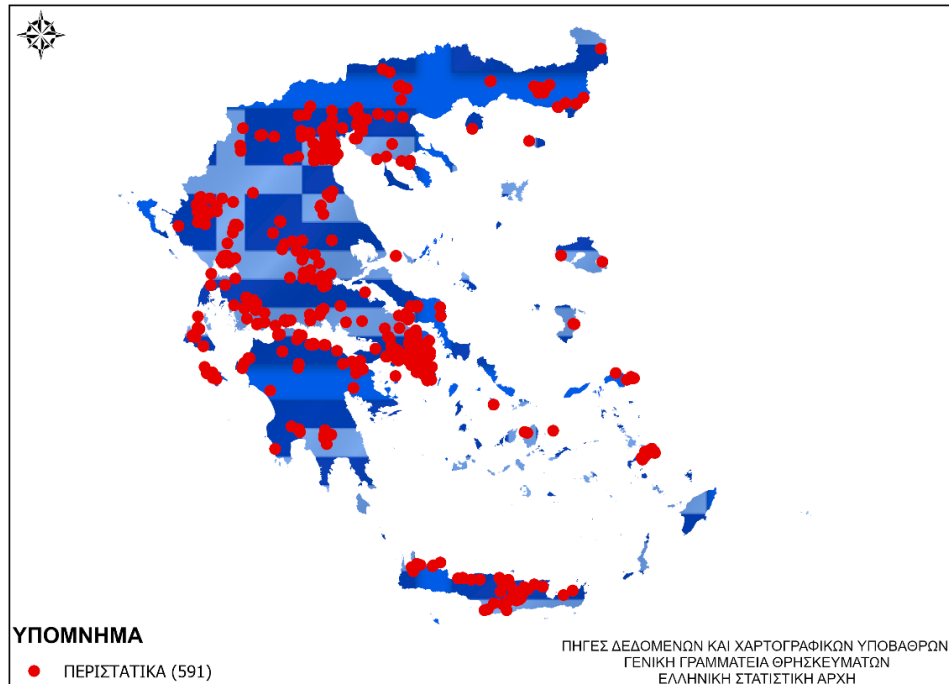 ΥΠΟΜΝΗΜΑ
ΠΕΡΙΣΤΑΤΙΚΑ (591)
ΠΗΓΕΣ ΔΕΔΟΜΕΝΩΝ ΚΑΙ ΧΑΡΤΟΓΡΑΦΙΚΩΝ ΥΠΟΒΑΘΡΩΝ
ΓΕΝΙΚΗ ΓΡΑΜΜΑΤΕΙΑ ΘΡΗΣΚΕΥΜΑΤΩΝ
ΕΛΛΗΝΙΚΗ ΣΤΑΤΙΣΤΙΚΗ ΑΡΧΗ